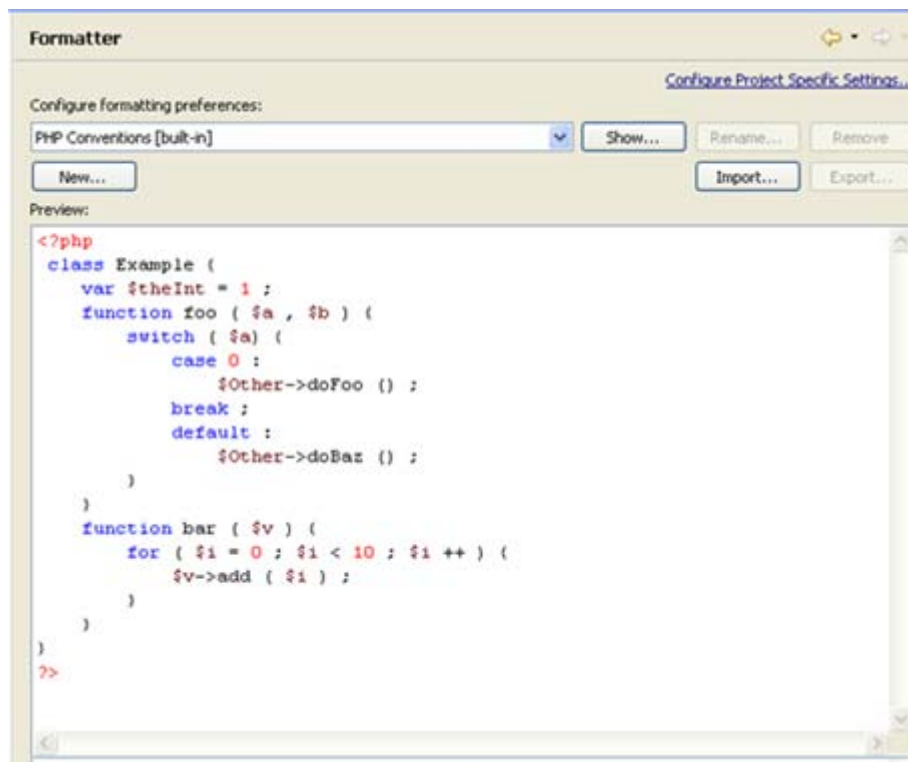 Formatter
Configure Project Specific Settings...
Configure formatting preferences:
PHP Conventions [built-in] Show... Rename... Remove
New... Import... Export...
Preview:
<?php
 class Example {
    var $theInt = 1 ;
    function foo ( $a , $b ) {
        switch ( $a) {
            case 0 :
                $Other->doFoo () ;
            break ;
            default :
                $Other->doBaz () ;
        }
    }
    function bar ( $v ) {
        for ( $i = 0 ; $i < 10 ; $i ++ ) {
            $v->add ( $i ) ;
        }
    }
}
?>